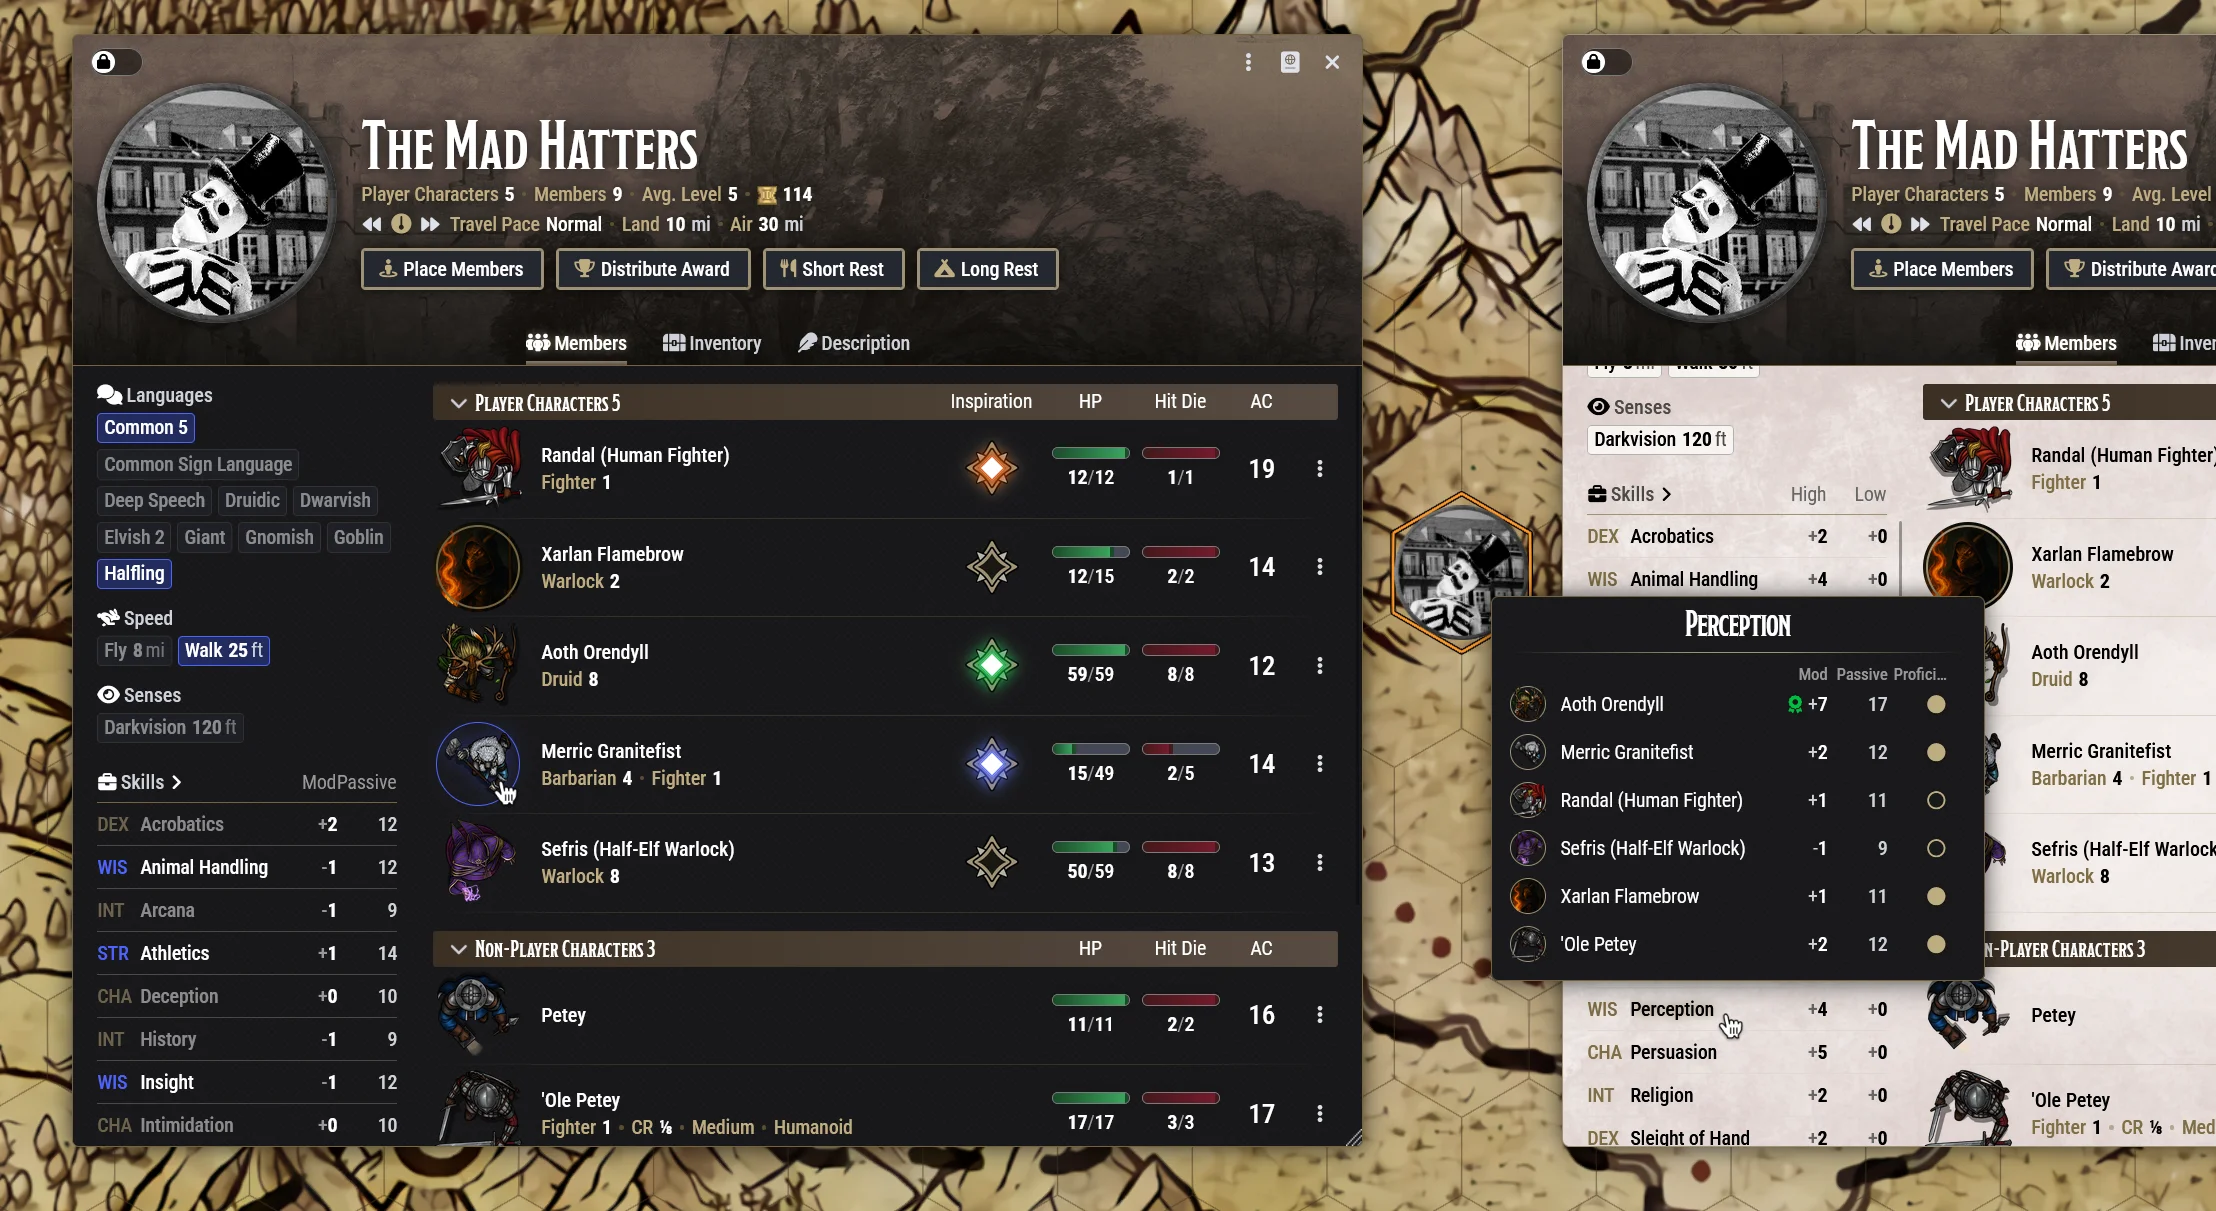 The Mad Hatters
Player Characters 5 · Members 9 · Avg. Level 5 · 114
Travel Pace Normal · Land 10 mi · Air 30 mi
Place Members
Distribute Award
Short Rest
Long Rest
Members
Inventory
Description
Languages
Common 5
Common Sign Language
Deep Speech Druidic Dwarvish
Elvish 2 Giant Gnomish Goblin
Halfling
Speed
Fly 8 mi Walk 25 ft
Senses
Darkvision 120 ft
Skills Mod Passive
DEX Acrobatics +2 12
WIS Animal Handling -1 12
INT Arcana -1 9
STR Athletics +1 14
CHA Deception +0 10
INT History -1 9
WIS Insight -1 12
CHA Intimidation +0 10
Player Characters 5 Inspiration HP Hit Die AC
Randal (Human Fighter)
Fighter 1
12/12 1/1 19
Xarlan Flamebrow
Warlock 2
12/15 2/2 14
Aoth Orendyll
Druid 8
59/59 8/8 12
Merric Granitefist
Barbarian 4 · Fighter 1
15/49 2/5 14
Sefris (Half-Elf Warlock)
Warlock 8
50/59 8/8 13
Non-Player Characters 3 HP Hit Die AC
Petey
11/11 2/2 16
'Ole Petey
Fighter 1 · CR ⅛ · Medium · Humanoid
17/17 3/3 17
The Mad Hatters
Player Characters 5 · Members 9 · Avg. Level
Travel Pace Normal · Land 10 mi ·
Place Members
Distribute Award
Members
Inven
Senses
Darkvision 120 ft
Skills High Low
DEX Acrobatics +2 +0
WIS Animal Handling +4 +0
Perception
Mod Passive Profici...
Aoth Orendyll +7 17
Merric Granitefist +2 12
Randal (Human Fighter) +1 11
Sefris (Half-Elf Warlock) -1 9
Xarlan Flamebrow +1 11
'Ole Petey +2 12
WIS Perception +4 +0
CHA Persuasion +5 +0
INT Religion +2 +0
DEX Sleight of Hand +2 +0
Player Characters 5
Randal (Human Fighter)
Fighter 1
Xarlan Flamebrow
Warlock 2
Aoth Orendyll
Druid 8
Merric Granitefist
Barbarian 4 · Fighter 1
Sefris (Half-Elf Warlock
Warlock 8
n-Player Characters 3
Petey
'Ole Petey
Fighter 1 · CR ⅛ · Med